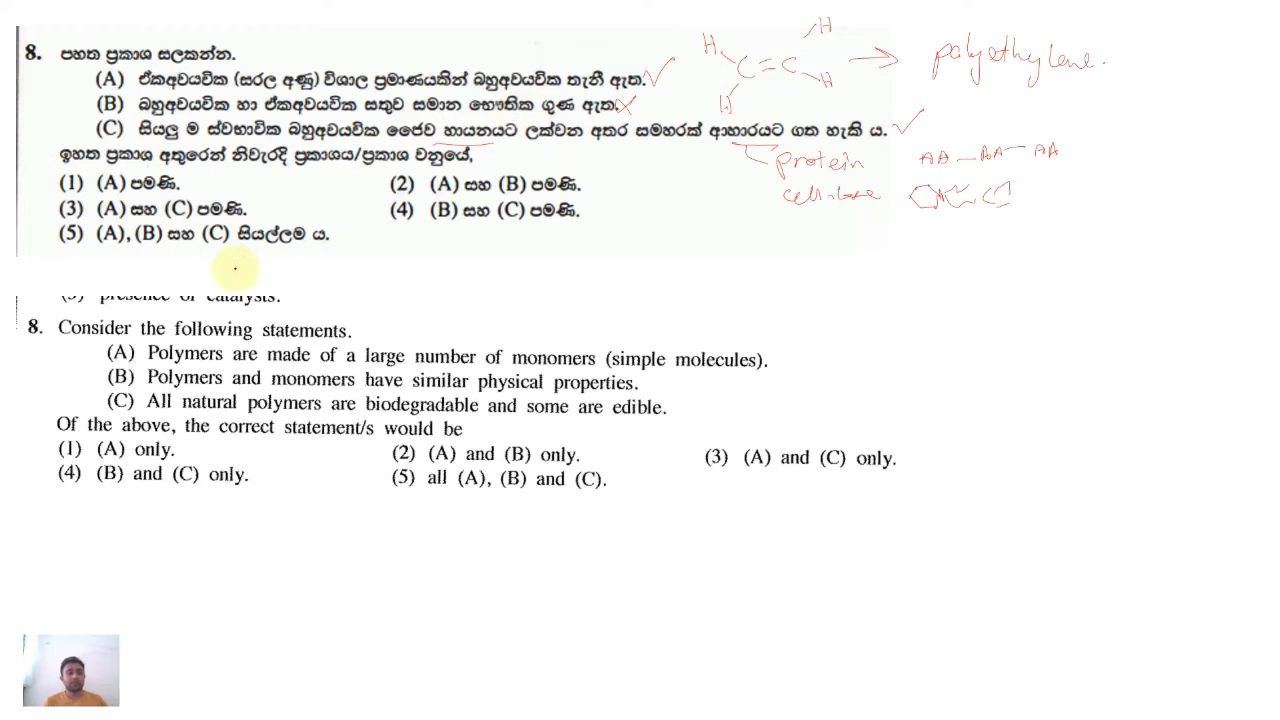 8. පහත ප්‍රකාශ සලකන්න.
(A) ඒකඅවයවික (සරල අණු) විශාල ප්‍රමාණයකින් බහුඅවයවික තැනී ඇත.
(B) බහුඅවයවික හා ඒකඅවයවික සතුව සමාන භෞතික ගුණ ඇත.
(C) සියලු ම ස්වභාවික බහුඅවයවික ජෛව හායනයට ලක්වන අතර සමහරක් ආහාරයට ගත හැකි ය.
ඉහත ප්‍රකාශ අතුරෙන් නිවැරදි ප්‍රකාශය/ප්‍රකාශ වනුයේ,
(1) (A) පමණි. (2) (A) සහ (B) පමණි.
(3) (A) සහ (C) පමණි. (4) (B) සහ (C) පමණි.
(5) (A), (B) සහ (C) සියල්ලම ය.
H H
C = C → polyethylene.
H H
protein AA — AA — AA
(5) presence of catalysts.
8. Consider the following statements.
(A) Polymers are made of a large number of monomers (simple molecules).
(B) Polymers and monomers have similar physical properties.
(C) All natural polymers are biodegradable and some are edible.
Of the above, the correct statement/s would be
(1) (A) only. (2) (A) and (B) only. (3) (A) and (C) only.
(4) (B) and (C) only. (5) all (A), (B) and (C).